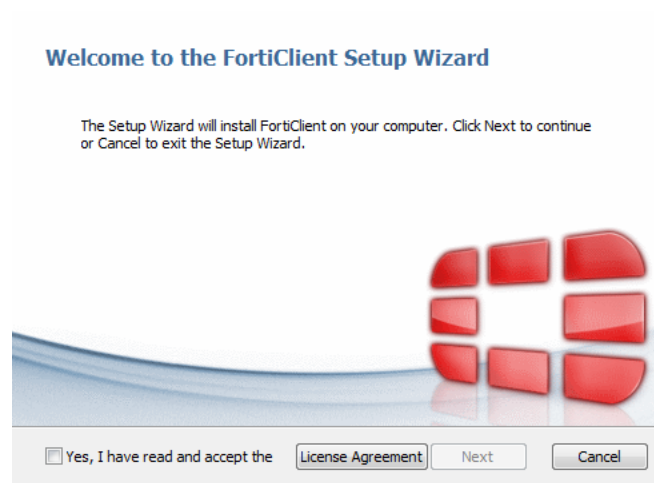 Welcome to the FortiClient Setup Wizard
The Setup Wizard will install FortiClient on your computer. Click Next to continue
or Cancel to exit the Setup Wizard.
Yes, I have read and accept the License Agreement Next Cancel